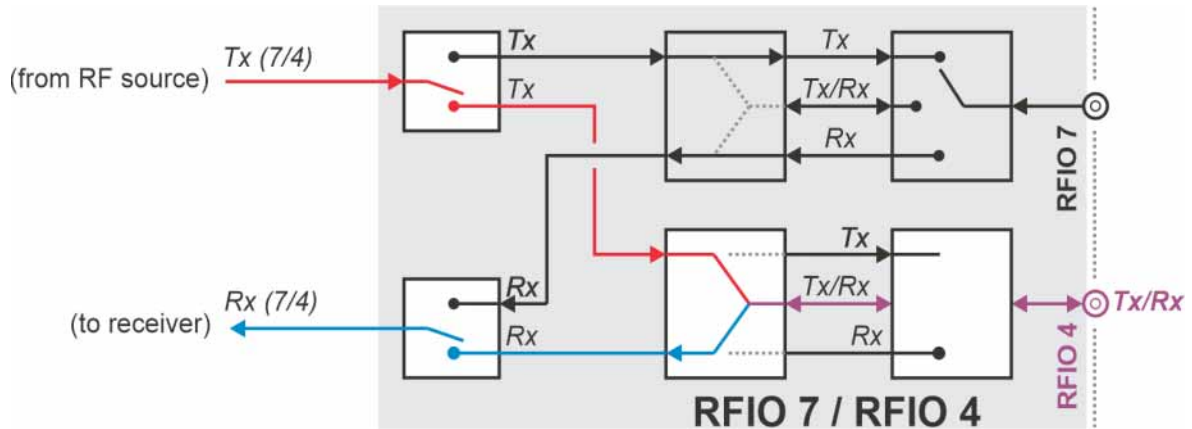 Tx (7/4)
(from RF source)
Tx
Tx
Tx
Tx/Rx
Rx
RFIO 7
Tx
Tx/Rx
Rx
Rx (7/4)
(to receiver)
Rx
Rx
Tx/Rx
RFIO 4
RFIO 7 / RFIO 4